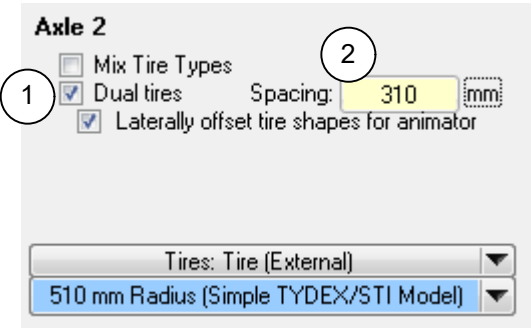 Axle 2
Mix Tire Types
2
1
Dual tires Spacing: 310 mm
Laterally offset tire shapes for animator
Tires: Tire (External)
510 mm Radius (Simple TYDEX/STI Model)